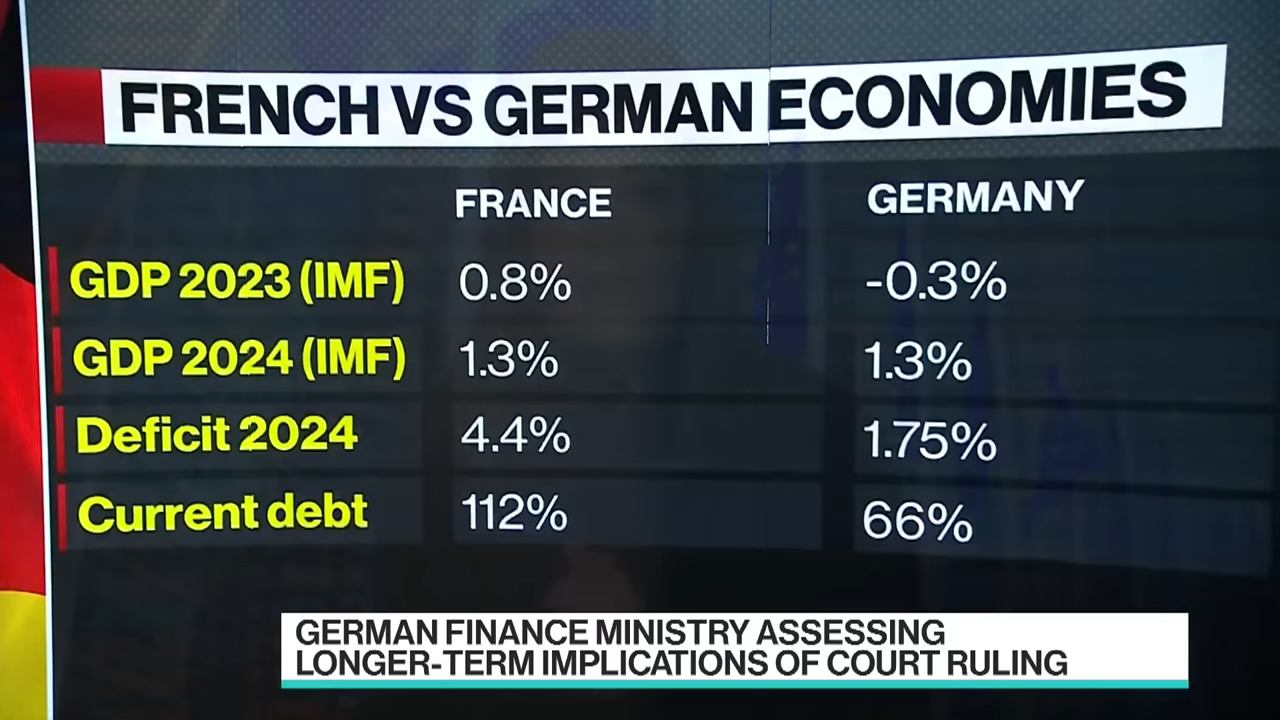 FRENCH VS GERMAN ECONOMIES
FRANCE GERMANY
GDP 2023 (IMF) 0.8% -0.3%
GDP 2024 (IMF) 1.3% 1.3%
Deficit 2024 4.4% 1.75%
Current debt 112% 66%
GERMAN FINANCE MINISTRY ASSESSING
LONGER-TERM IMPLICATIONS OF COURT RULING